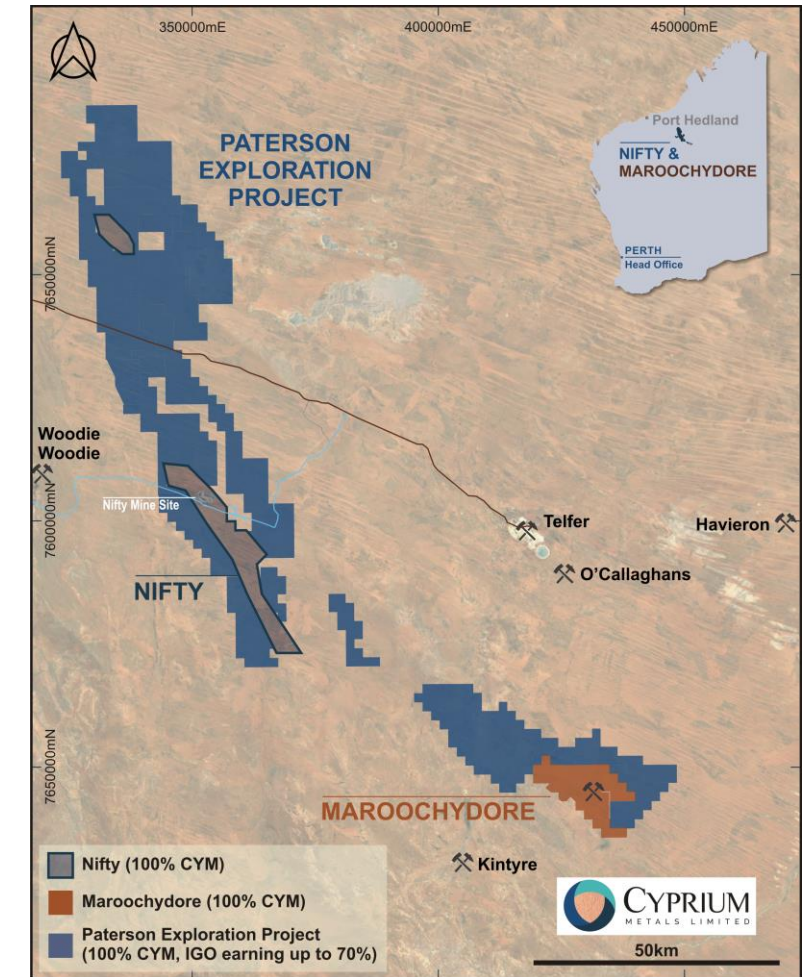 350000mE
400000mE
450000mE
PATERSON
EXPLORATION
PROJECT
Port Hedland
NIFTY &
MAROOCHYDORE
PERTH
Head Office
7650000mN
Woodie
Woodie
Nifty Mine Site
7600000mN
Telfer
Havieron
O'Callaghans
NIFTY
7650000mN
MAROOCHYDORE
Kintyre
Nifty (100% CYM)
Maroochydore (100% CYM)
Paterson Exploration Project
(100% CYM, IGO earning up to 70%)
CYPRIUM
METALS LIMITED
50km